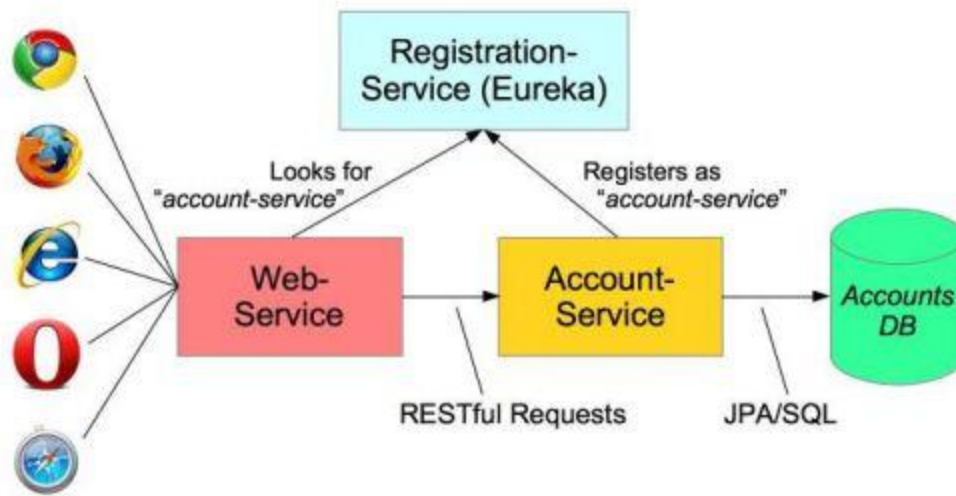 Registration-
Service (Eureka)
Looks for
"account-service"
Registers as
"account-service"
Web-
Service
Account-
Service
Accounts
DB
RESTful Requests
JPA/SQL